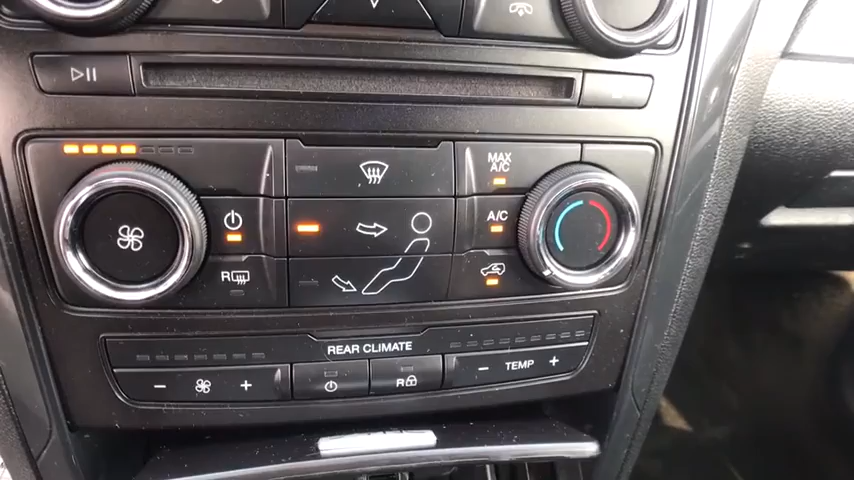 MAX
A/C
A/C
R
REAR CLIMATE
- +
R
- TEMP +